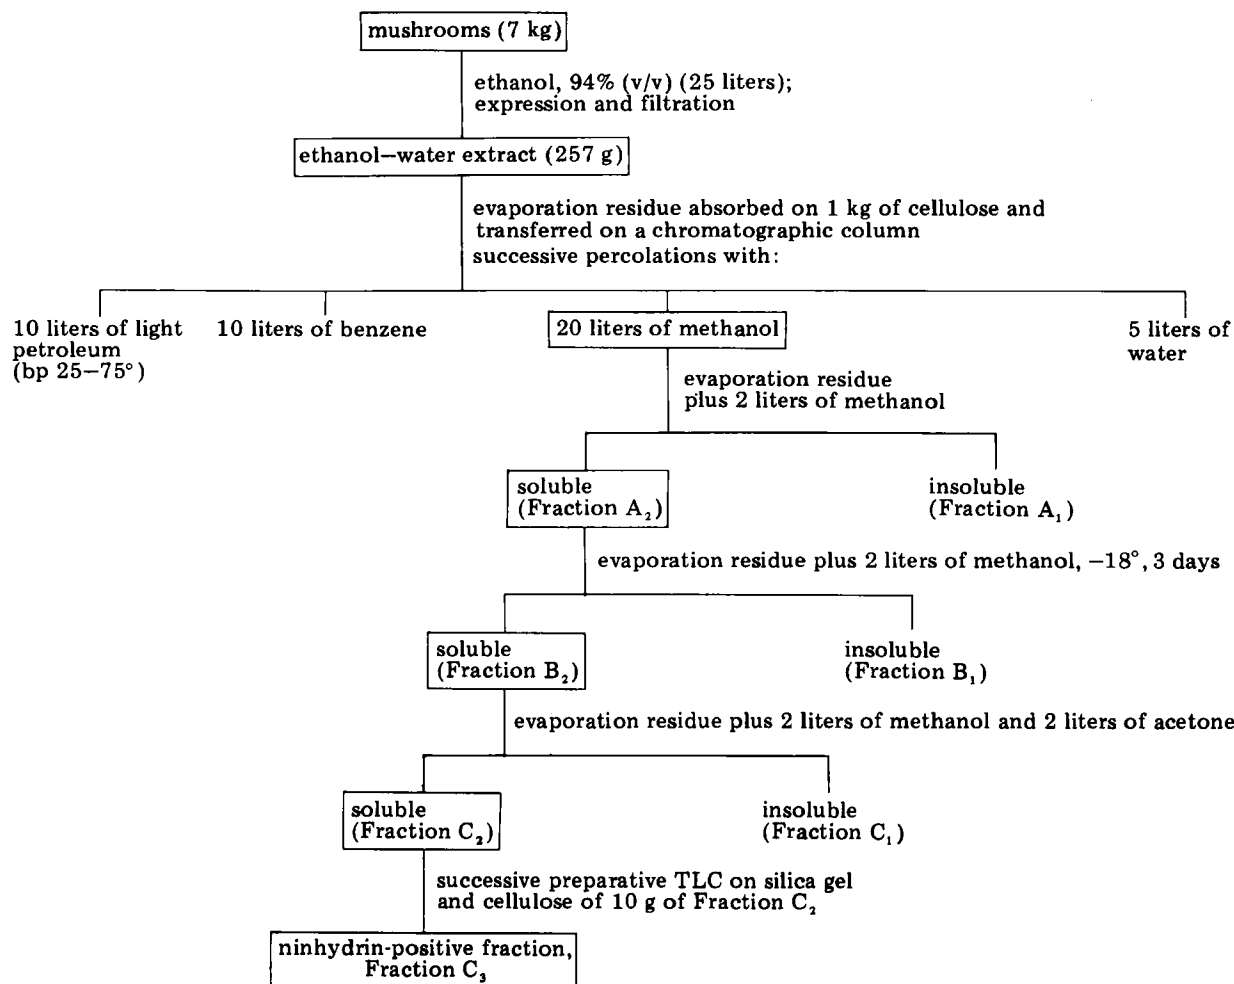 mushrooms (7 kg)
ethanol, 94% (v/v) (25 liters);
expression and filtration
ethanol—water extract (257 g)
evaporation residue absorbed on 1 kg of cellulose and
transferred on a chromatographic column
successive percolations with:
10 liters of light
petroleum
(bp 25—75°)
10 liters of benzene
20 liters of methanol
5 liters of
water
evaporation residue
plus 2 liters of methanol
soluble
(Fraction A₂)
insoluble
(Fraction A₁)
evaporation residue plus 2 liters of methanol, —18°, 3 days
soluble
(Fraction B₂)
insoluble
(Fraction B₁)
evaporation residue plus 2 liters of methanol and 2 liters of acetone
soluble
(Fraction C₂)
insoluble
(Fraction C₁)
successive preparative TLC on silica gel
and cellulose of 10 g of Fraction C₂
ninhydrin-positive fraction,
Fraction C₃